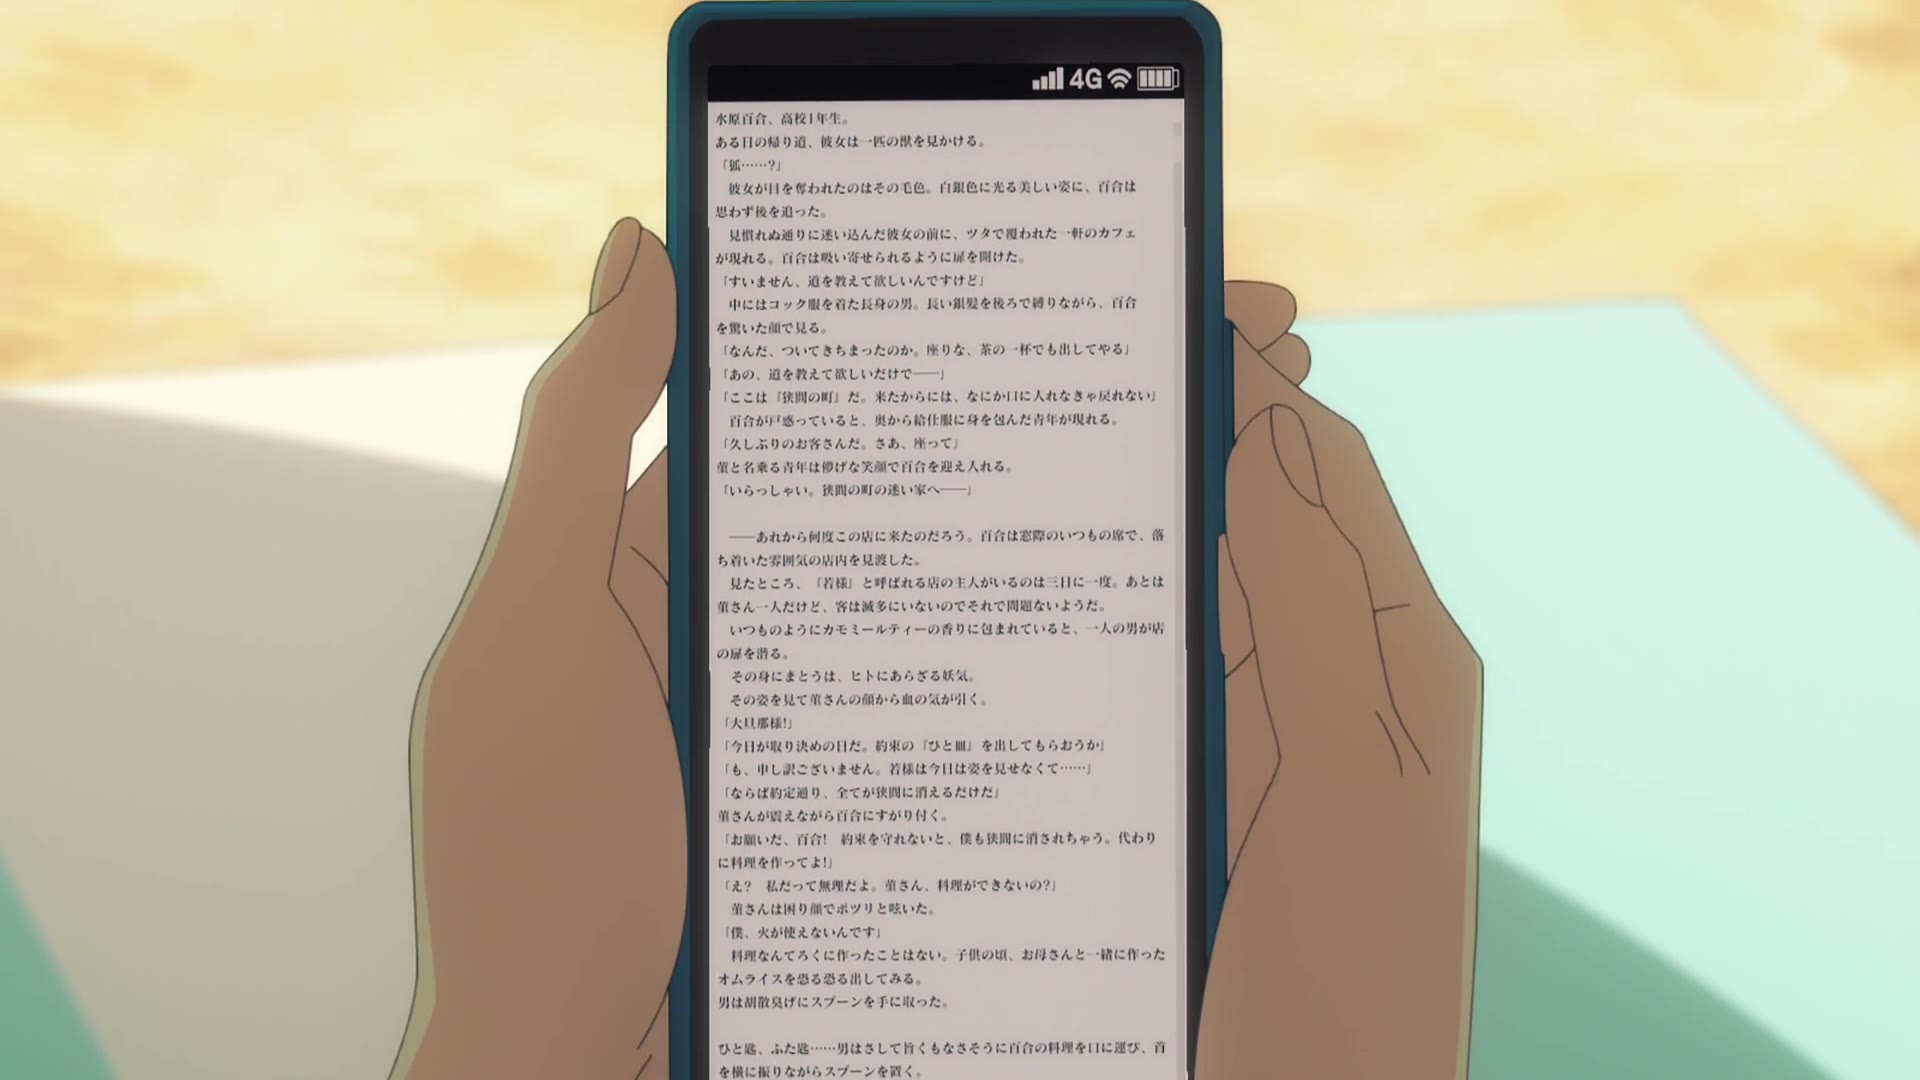 4G
水原百合、高校1年生。
ある日の帰り道、彼女は一匹の獣を見かける。
「狐……?」
　彼女が目を奪われたのはその毛色。白銀色に光る美しい姿に、百合は
思わず後を追った。
　見慣れぬ通りに迷い込んだ彼女の前に、ツタで覆われた一軒のカフェ
が現れる。百合は吸い寄せられるように扉を開けた。
「すいません、道を教えて欲しいんですけど」
　中にはコック服を着た長身の男。長い銀髪を後ろで縛りながら、百合
を驚いた顔で見る。
「なんだ、ついてきちまったのか。座りな、茶の一杯でも出してやる」
「あの、道を教えて欲しいだけで――」
「ここは『狭間の町』だ。来たからには、なにか口に入れなきゃ戻れない」
　百合が戸惑っていると、奥から給仕服に身を包んだ青年が現れる。
「久しぶりのお客さんだ。さあ、座って」
菫と名乗る青年は儚げな笑顔で百合を迎え入れる。
「いらっしゃい。狭間の町の迷い家へ――」
　――あれから何度この店に来たのだろう。百合は窓際のいつもの席で、落
ち着いた雰囲気の店内を見渡した。
　見たところ、『若様』と呼ばれる店の主人がいるのは三日に一度。あとは
菫さん一人だけど、客は滅多にいないのでそれで問題ないようだ。
　いつものようにカモミールティーの香りに包まれていると、一人の男が店
の扉を潜る。
　その身にまとうは、ヒトにあらざる妖気。
　その姿を見て菫さんの顔から血の気が引く。
「大旦那様!」
「今日が取り決めの日だ。約束の『ひと皿』を出してもらおうか」
「も、申し訳ございません。若様は今日は姿を見せなくて……」
「ならば約定通り、全てが狭間に消えるだけだ」
菫さんが震えながら百合にすがり付く。
「お願いだ、百合!　約束を守れないと、僕も狭間に消されちゃう。代わり
に料理を作ってよ!」
「え?　私だって無理だよ。菫さん、料理ができないの?」
　菫さんは困り顔でポツリと呟いた。
「僕、火が使えないんです」
　料理なんてろくに作ったことはない。子供の頃、お母さんと一緒に作った
オムライスを恐る恐る出してみる。
男は胡散臭げにスプーンを手に取った。
ひと匙、ふた匙……男はさして旨くもなさそうに百合の料理を口に運び、首
を横に振りながらスプーンを置く。